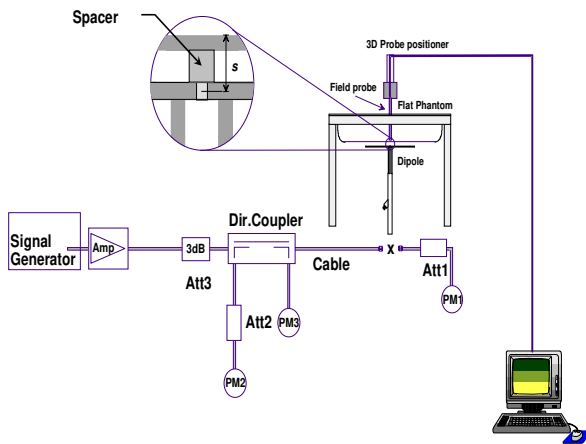 Spacer
s
3D Probe positioner
Field probe
Flat Phantom
Dipole
Dir.Coupler
Signal
Generator
Amp
3dB
Att3
Cable
x
Att1
PM1
Att2
PM3
PM2